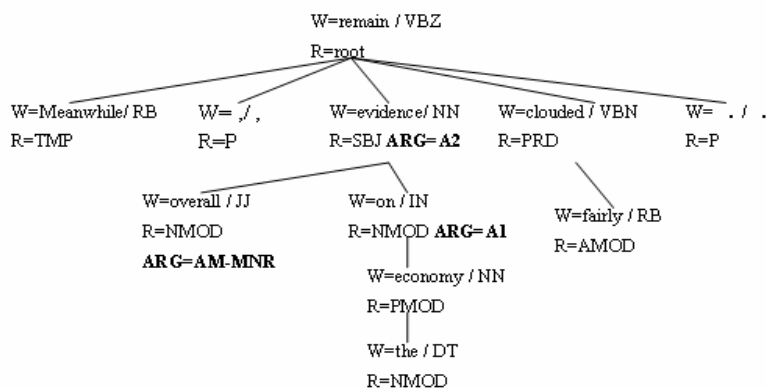 W=remain / VBZ
R=root
W=Meanwhile/ RB W= ,/ , W=evidence/ NN W=clouded / VBN W= . / .
R=TMP R=P R=SBJ ARG=A2 R=PRD R=P
W=overall / JJ W=on / IN W=fairly / RB
R=NMOD R=NMOD ARG=A1 R=AMOD
ARG=AM-MNR W=economy / NN
R=PMOD
W=the / DT
R=NMOD